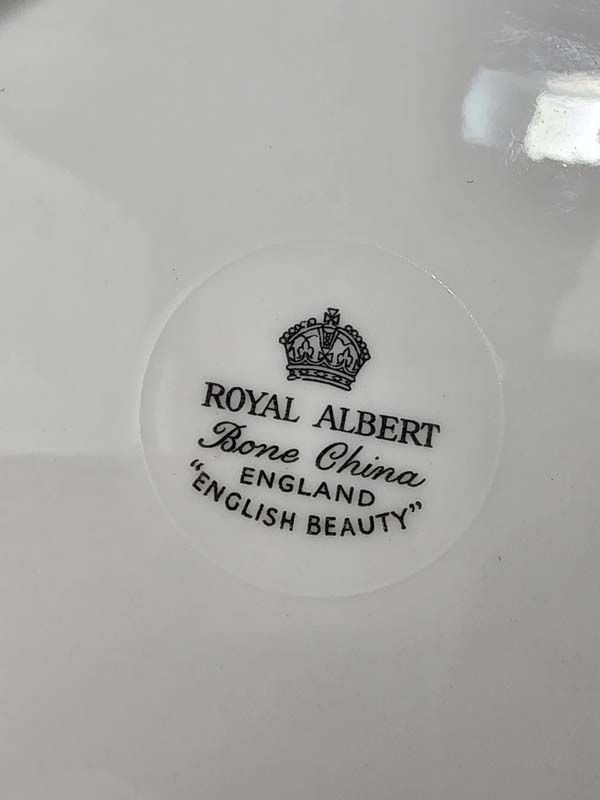 ROYAL ALBERT
Bone China
ENGLAND
"ENGLISH BEAUTY"